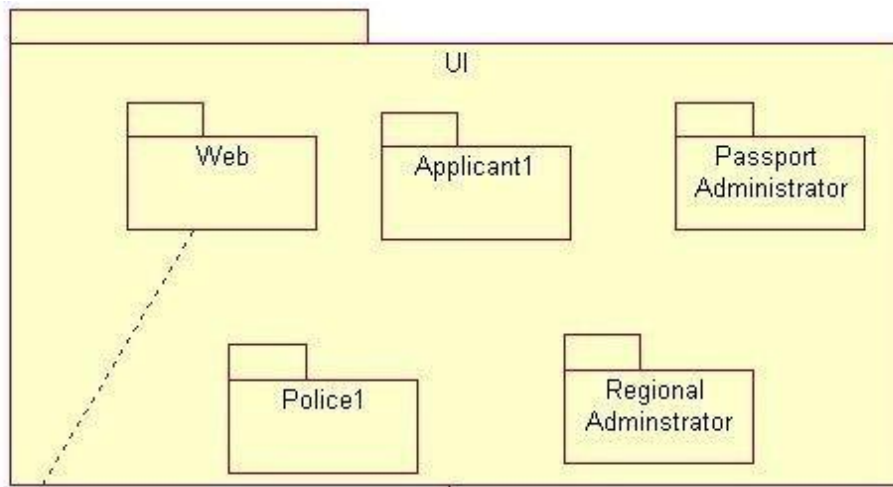 UI
Web
Applicant1
Passport
Administrator
Police1
Regional
Adminstrator